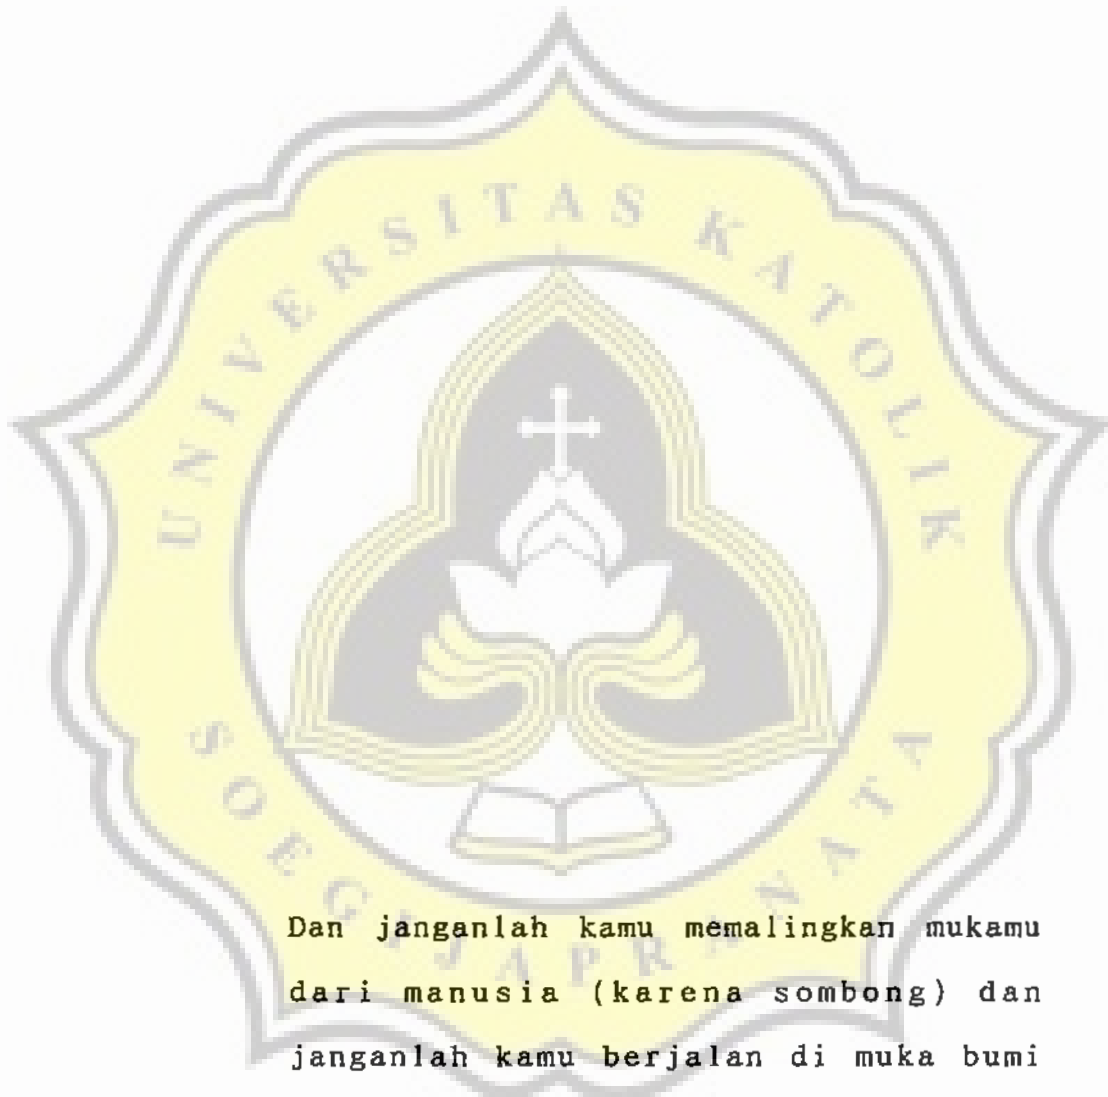 UNIVERSITAS KATOLIK
SOEGIJAPRANATA
Dan janganlah kamu memalingkan mukamu
dari manusia (karena sombong) dan
janganlah kamu berjalan di muka bumi